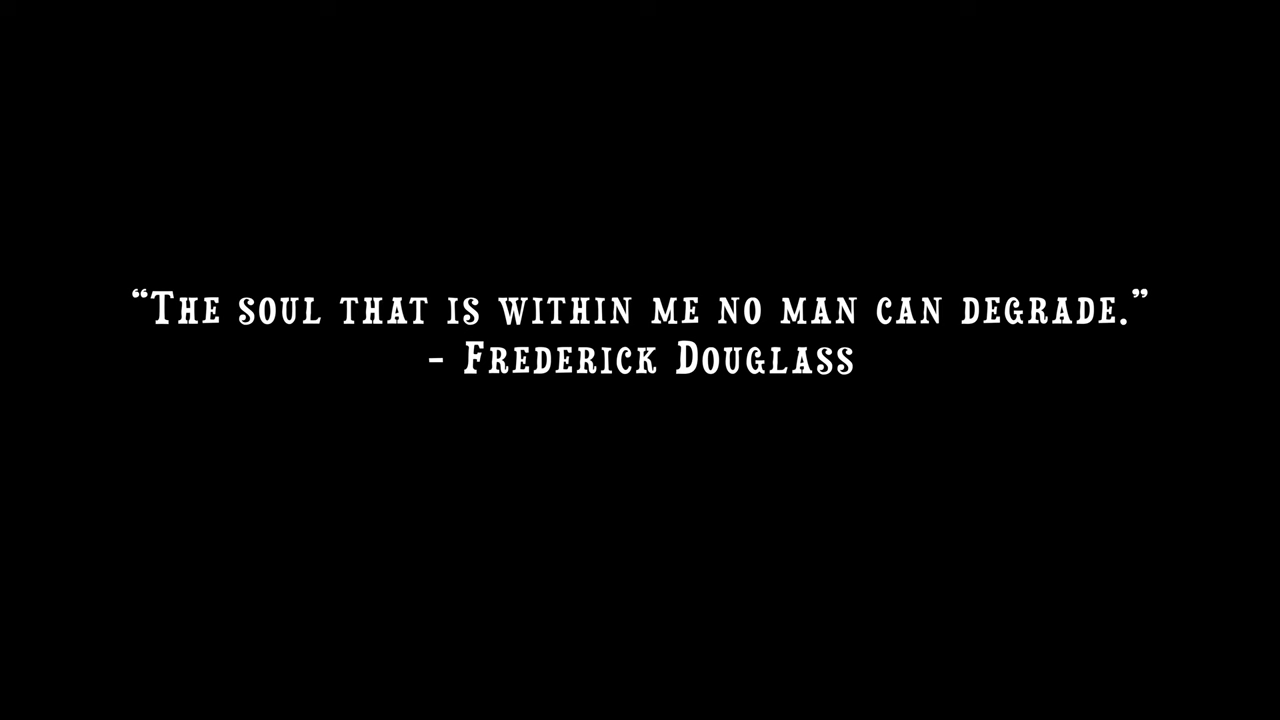 “The soul that is within me no man can degrade.”
- Frederick Douglass